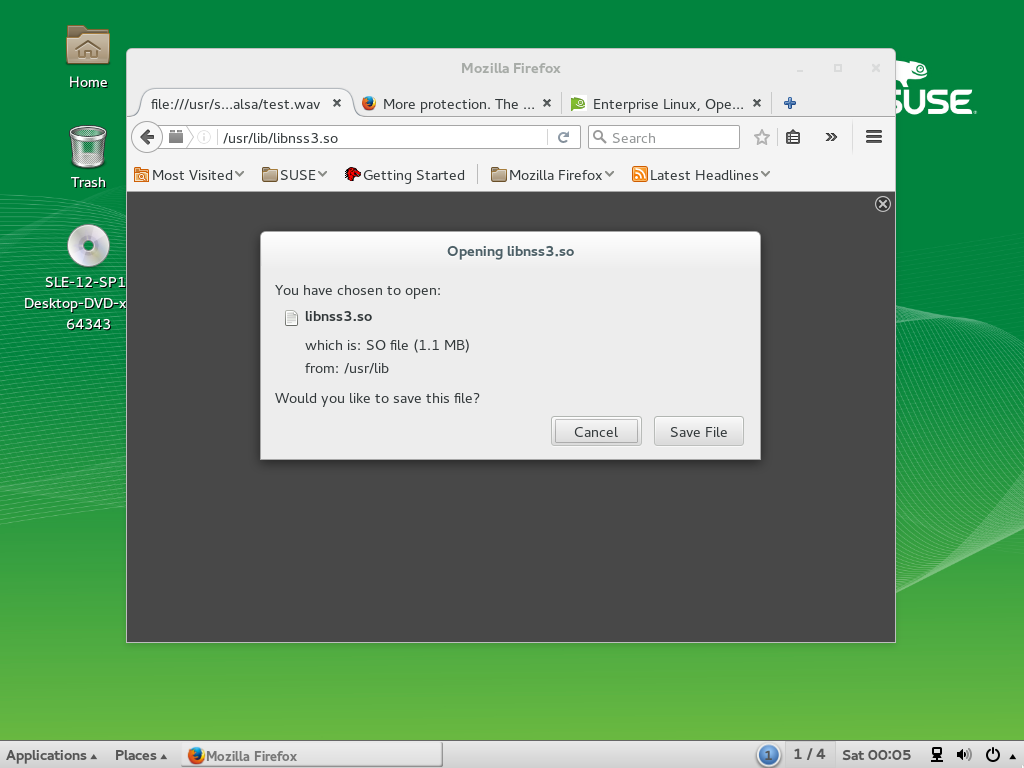 Home
Trash
SLE-12-SP1
Desktop-DVD-x
64343
SUSE
Mozilla Firefox
file:///usr/s...alsa/test.wav
More protection. The ...
Enterprise Linux, Ope...
/usr/lib/libnss3.so
Search
Most Visited
SUSE
Getting Started
Mozilla Firefox
Latest Headlines
Opening libnss3.so
You have chosen to open:
libnss3.so
which is: SO file (1.1 MB)
from: /usr/lib
Would you like to save this file?
Cancel
Save File
Applications
Places
Mozilla Firefox
1
1 / 4
Sat 00:05